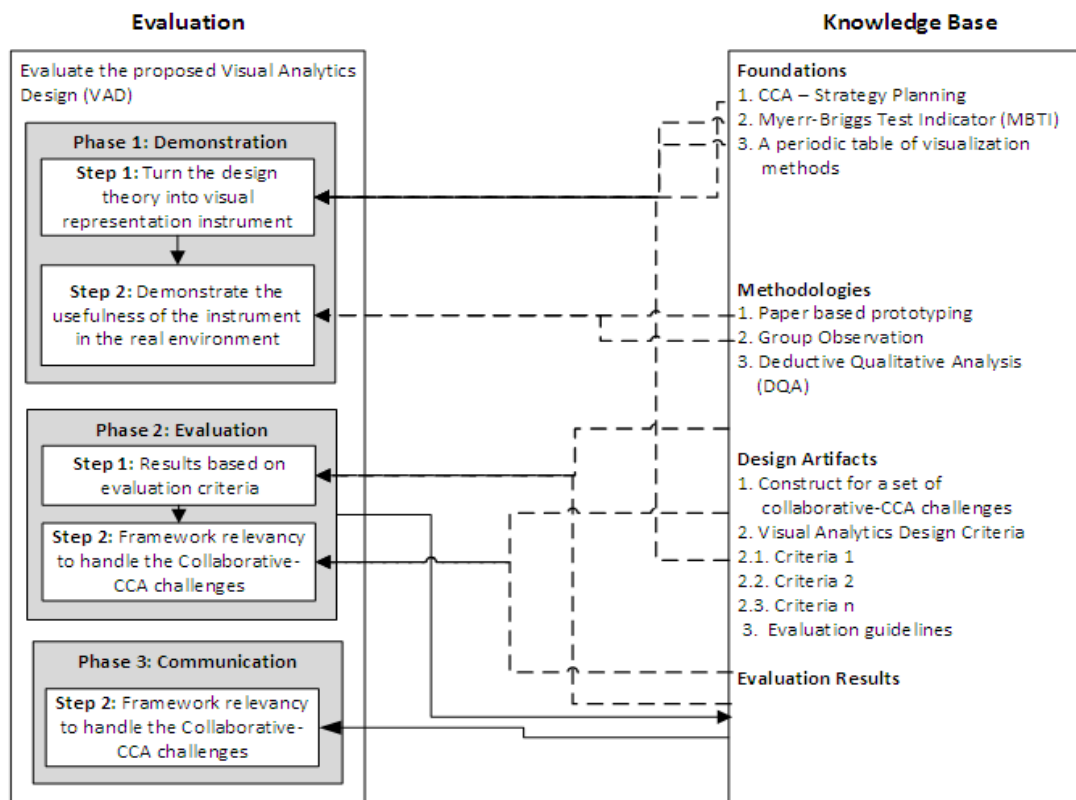 Evaluation
Evaluate the proposed Visual Analytics
Design (VAD)
Phase 1: Demonstration
Step 1: Turn the design
theory into visual
representation instrument
Step 2: Demonstrate the
usefulness of the instrument
in the real environment
Phase 2: Evaluation
Step 1: Results based on
evaluation criteria
Step 2: Framework relevancy
to handle the Collaborative-
CCA challenges
Phase 3: Communication
Step 2: Framework relevancy
to handle the Collaborative-
CCA challenges
Knowledge Base
Foundations
1. CCA – Strategy Planning
2. Myerr-Briggs Test Indicator (MBTI)
3. A periodic table of visualization
methods
Methodologies
1. Paper based prototyping
2. Group Observation
3. Deductive Qualitative Analysis
(DQA)
Design Artifacts
1. Construct for a set of
collaborative-CCA challenges
2. Visual Analytics Design Criteria
2.1. Criteria 1
2.2. Criteria 2
2.3. Criteria n
3. Evaluation guidelines
Evaluation Results